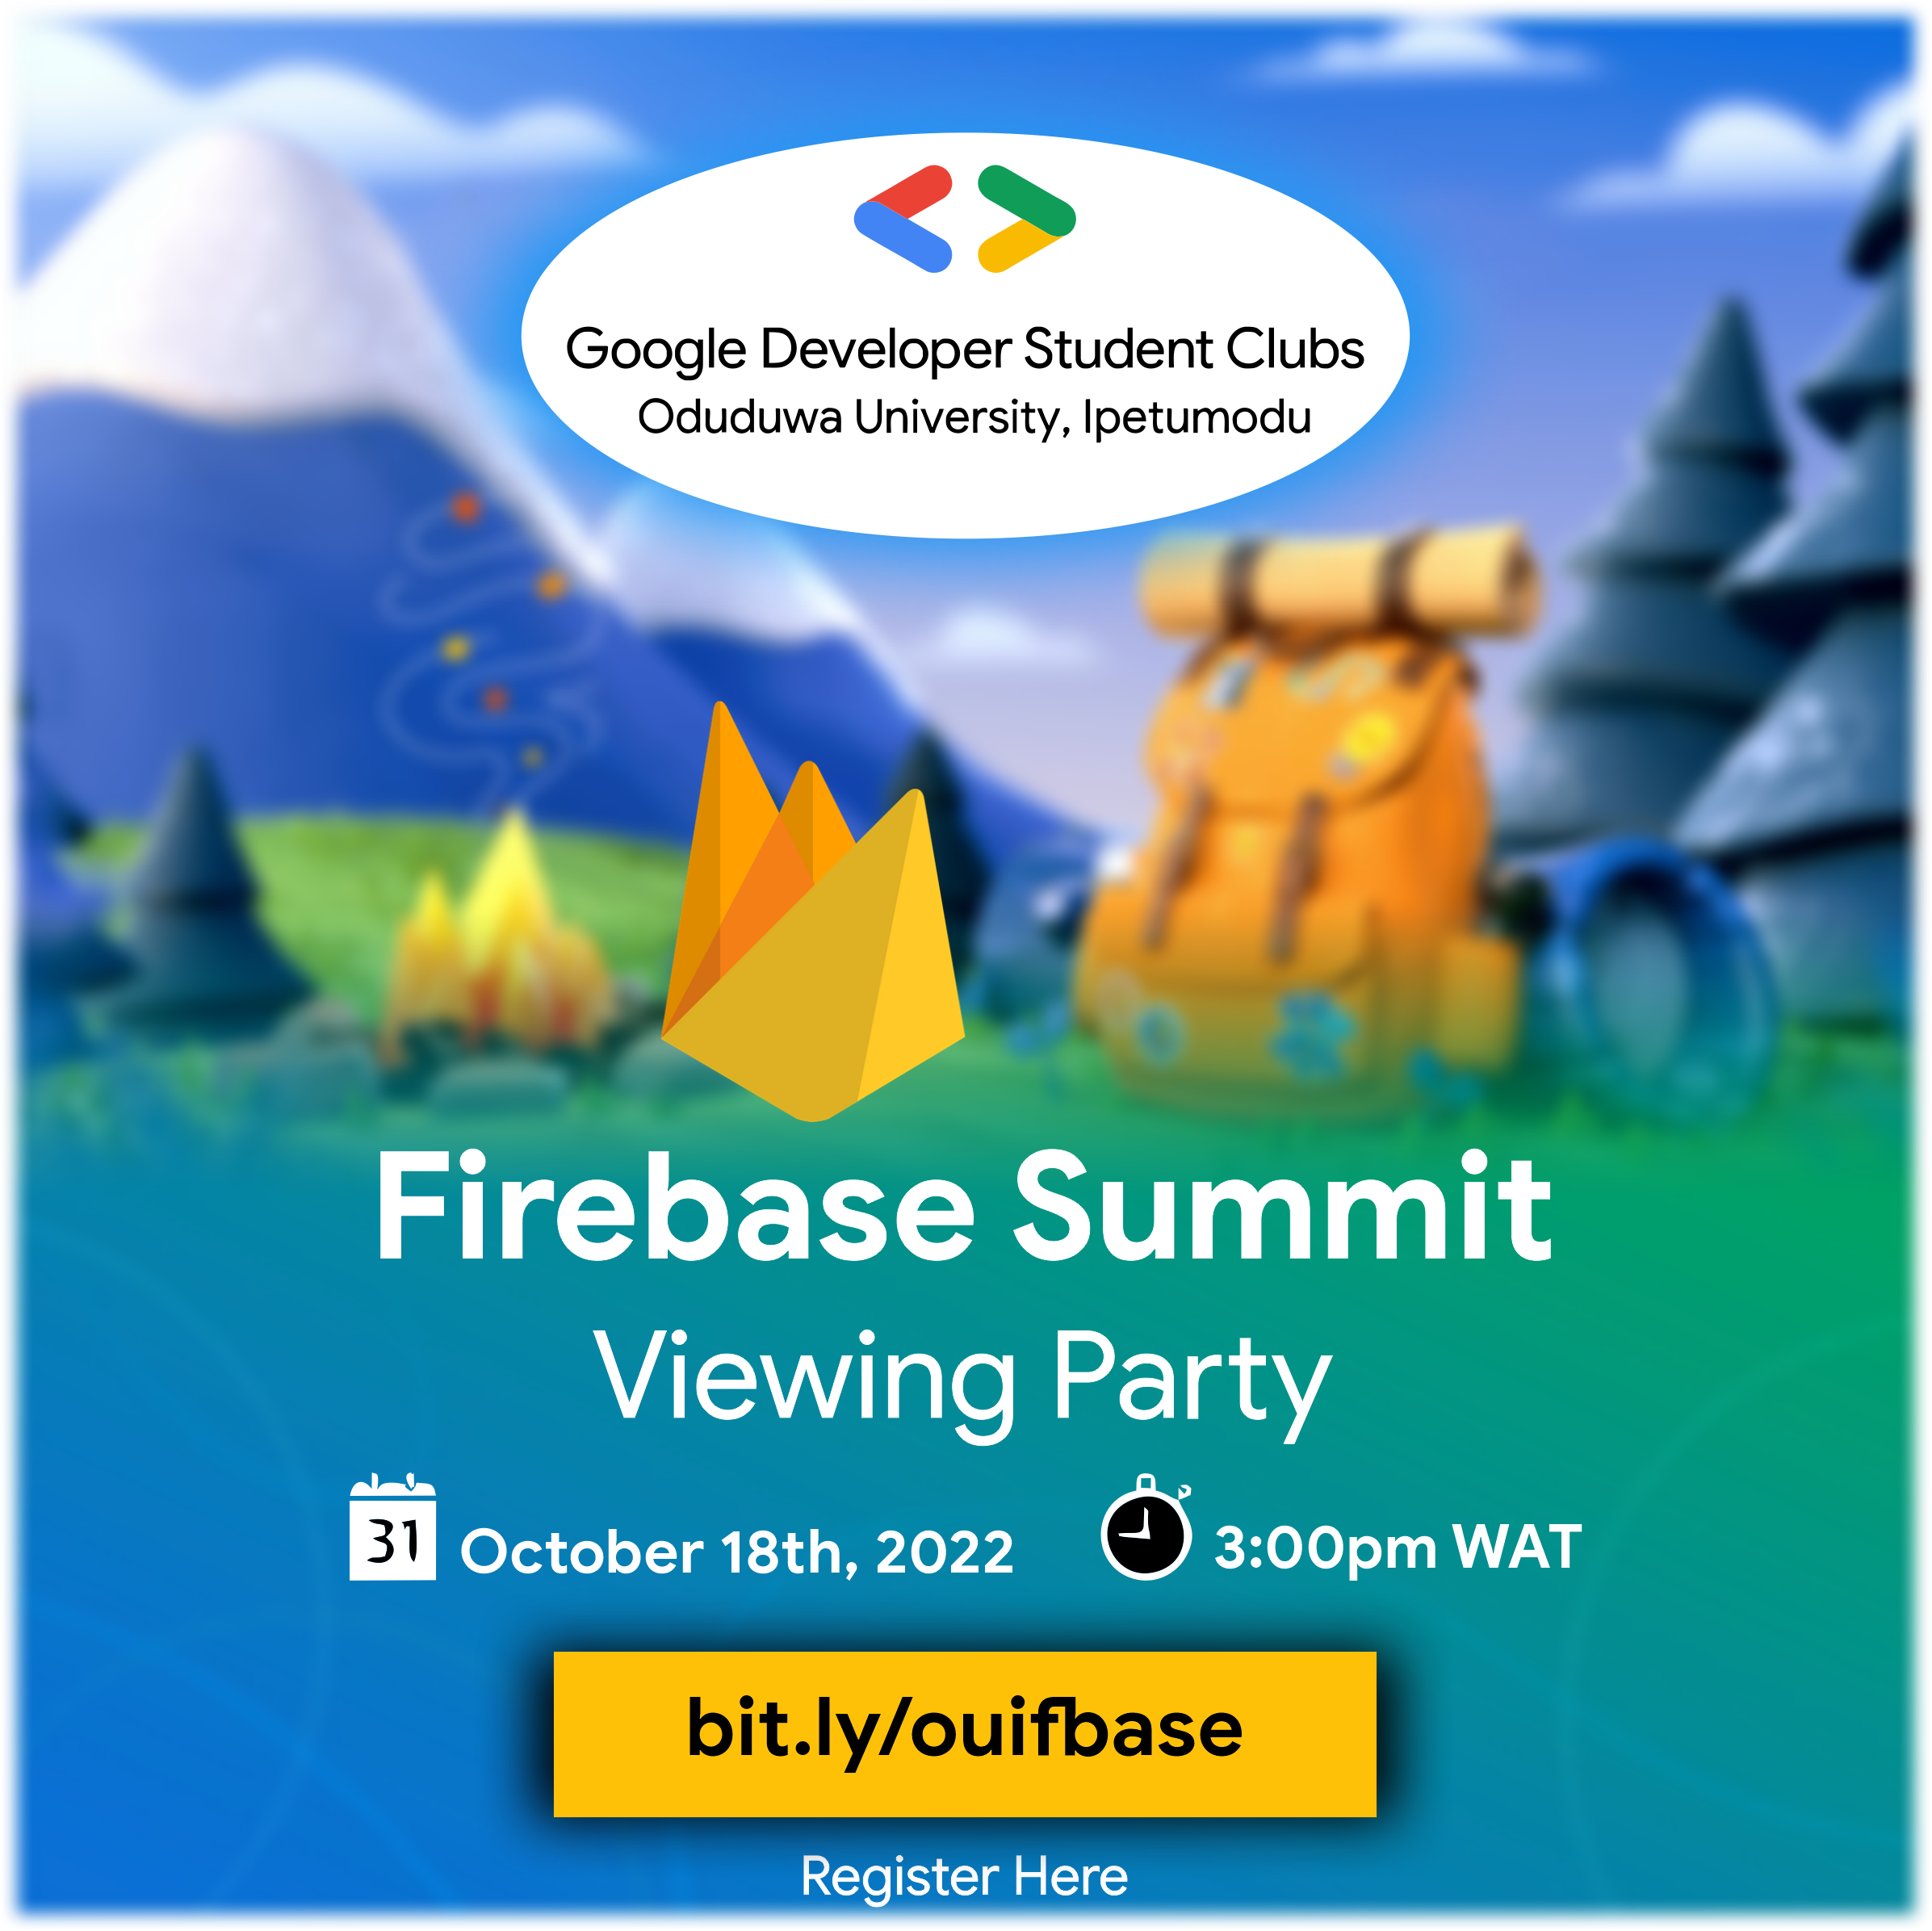 Google Developer Student Clubs
Oduduwa University, Ipetumodu
Firebase Summit
Viewing Party
31 October 18th, 2022 3:00pm WAT
bit.ly/ouifbase
Register Here